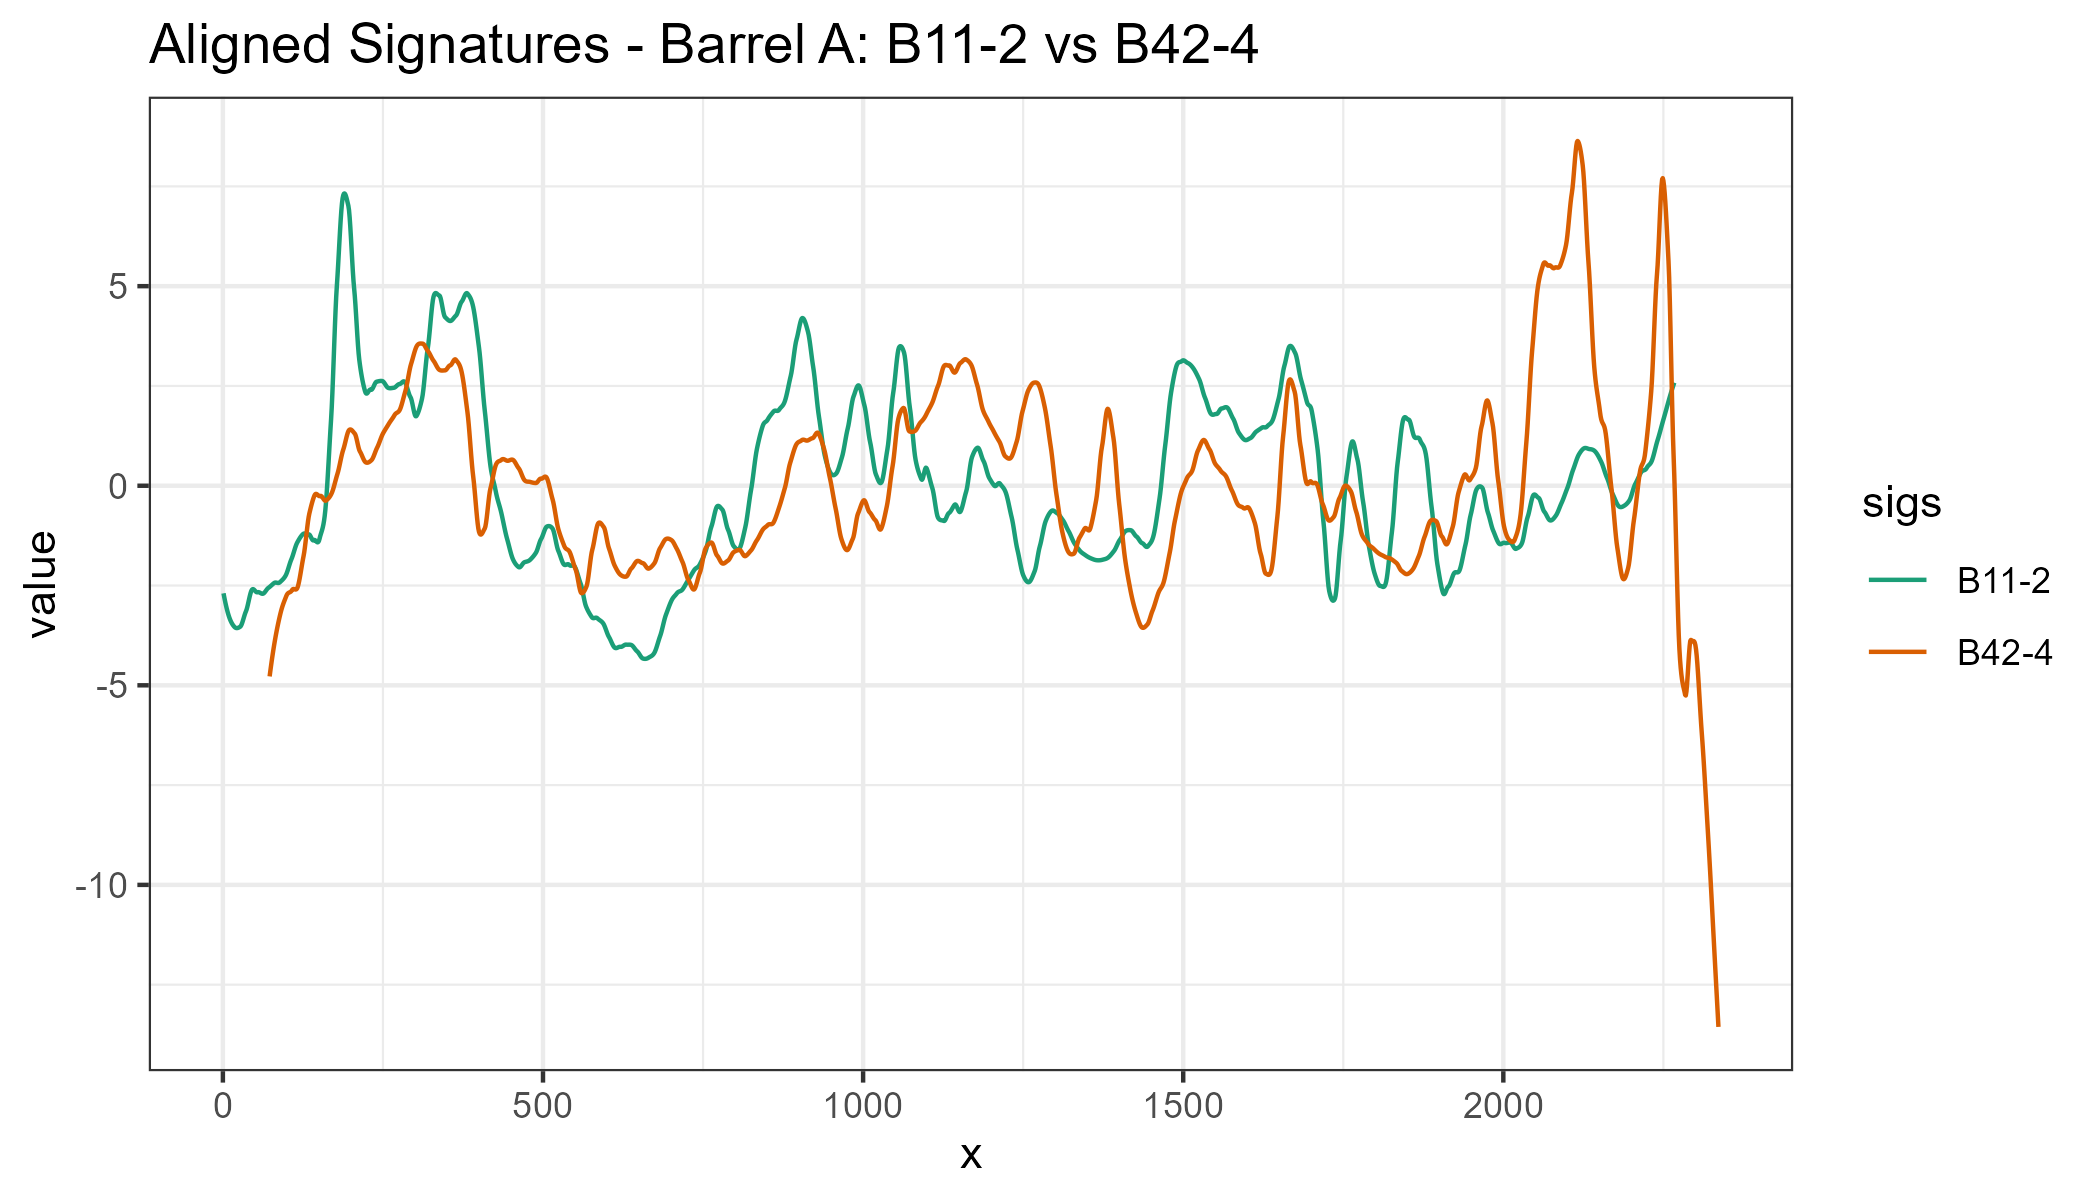 Aligned Signatures - Barrel A: B11-2 vs B42-4
value
5
0
-5
-10
0 500 1000 1500 2000
x
sigs
B11-2
B42-4